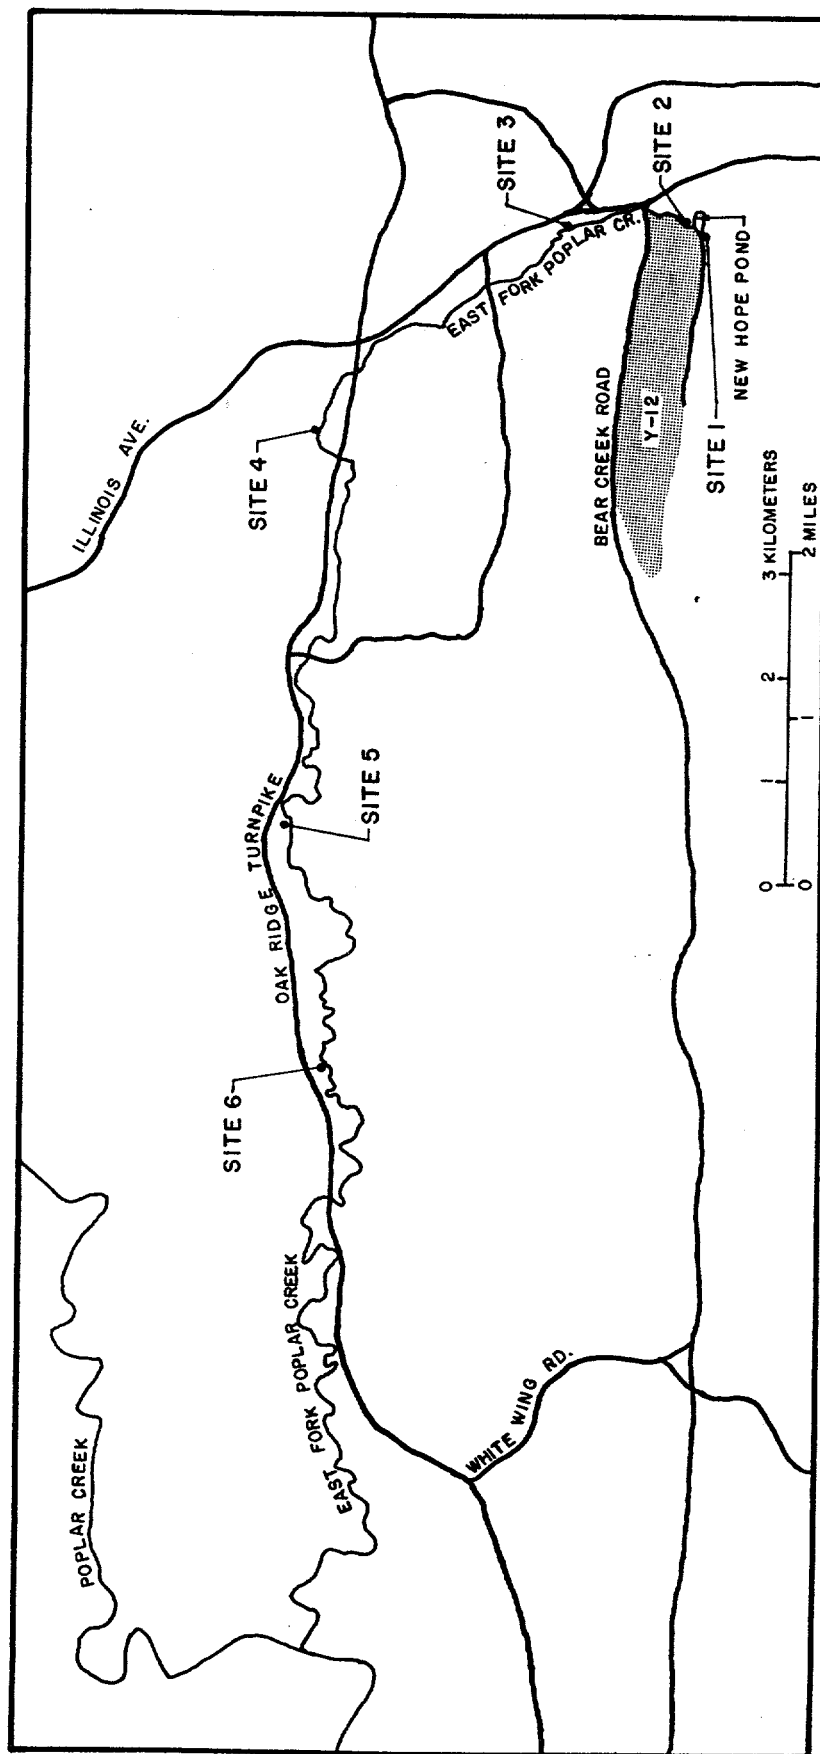 POPLAR CREEK
EAST FORK POPLAR CREEK
SITE 6
OAK RIDGE TURNPIKE
SITE 5
ILLINOIS AVE.
SITE 4
SITE 3
EAST FORK POPLAR CR.
SITE 2
WHITE WING RD.
BEAR CREEK ROAD
Y-12
SITE 1
NEW HOPE POND
0 1 2 3 KILOMETERS
0 1 2 MILES